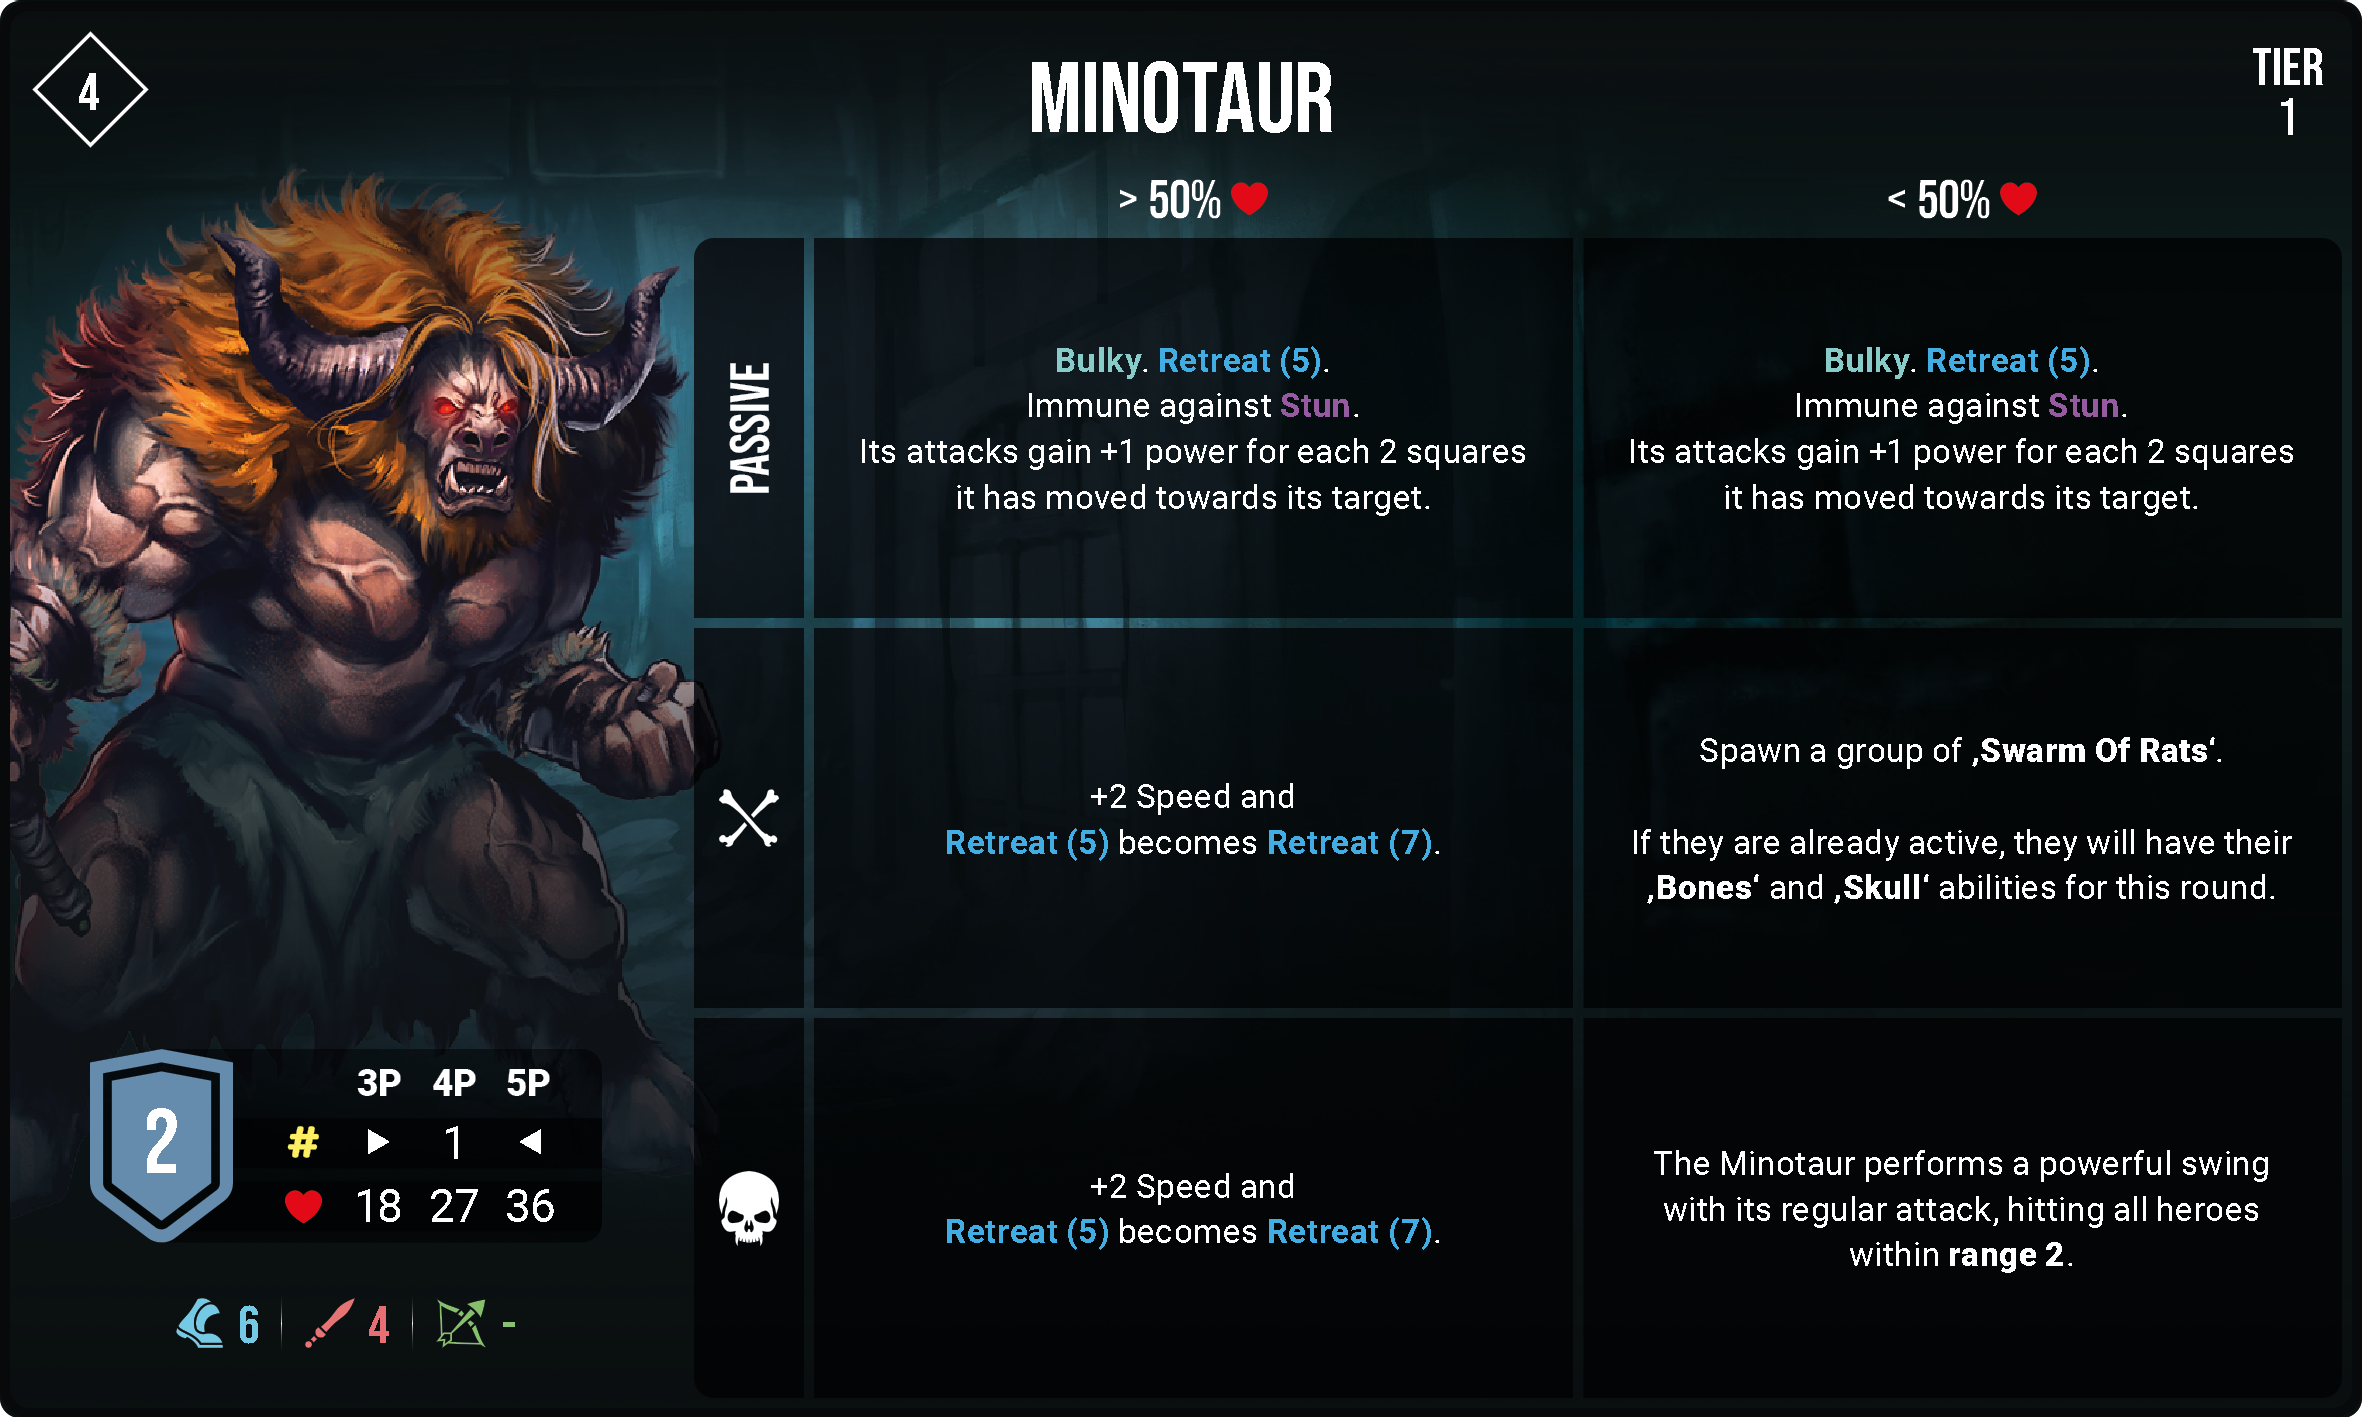 4
MINOTAUR
TIER
1
> 50%
< 50%
PASSIVE
Bulky. Retreat (5).
Immune against Stun.
Its attacks gain +1 power for each 2 squares
it has moved towards its target.
Bulky. Retreat (5).
Immune against Stun.
Its attacks gain +1 power for each 2 squares
it has moved towards its target.
+2 Speed and
Retreat (5) becomes Retreat (7).
Spawn a group of ‚Swarm Of Rats‘.
If they are already active, they will have their
‚Bones‘ and ‚Skull‘ abilities for this round.
+2 Speed and
Retreat (5) becomes Retreat (7).
The Minotaur performs a powerful swing
with its regular attack, hitting all heroes
within range 2.
2
3P 4P 5P
# ▶ 1 ◀
18 27 36
6 4 -